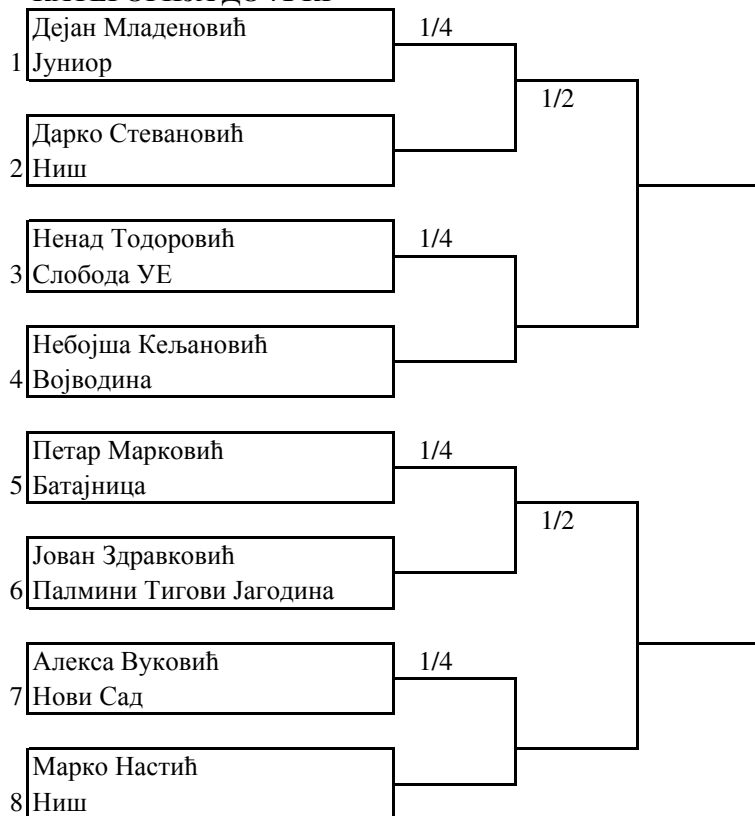 Дејан Младеновић
1/4
1 Јуниор
1/2
Дарко Стевановић
2 Ниш
Ненад Тодоровић
1/4
3 Слобода УЕ
Небојша Кељановић
4 Војводина
Петар Марковић
1/4
5 Батајница
1/2
Јован Здравковић
6 Палмини Тигови Јагодина
Алекса Вуковић
1/4
7 Нови Сад
Марко Настић
8 Ниш